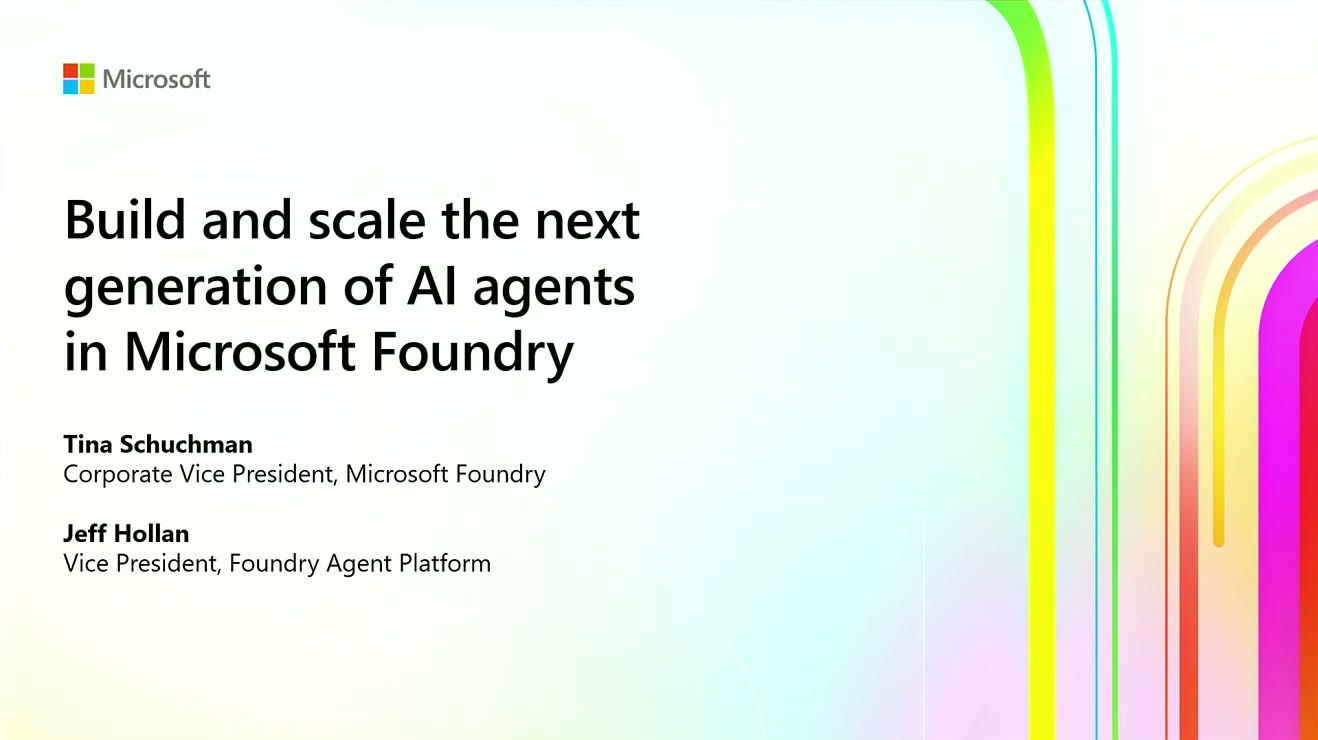 Microsoft
Build and scale the next
generation of AI agents
in Microsoft Foundry
Tina Schuchman
Corporate Vice President, Microsoft Foundry
Jeff Hollan
Vice President, Foundry Agent Platform